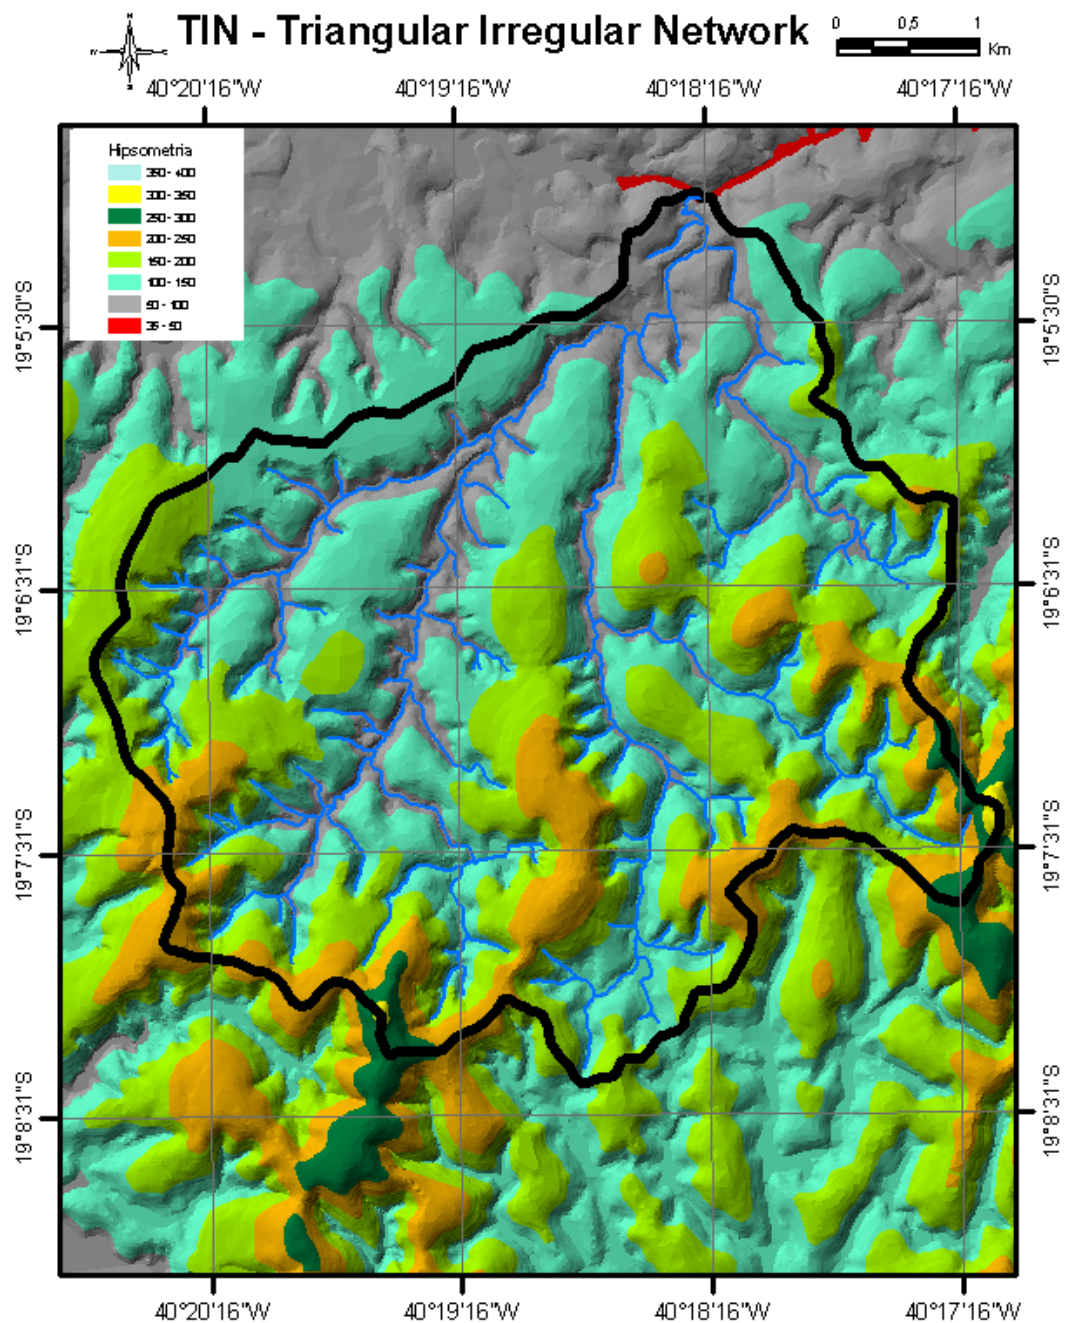 TIN - Triangular Irregular Network
0 0,5 1
Km
40°20'16"W 40°19'16"W 40°18'16"W 40°17'16"W
Hipsometria
350 - 400
300 - 350
250 - 300
200 - 250
150 - 200
100 - 150
50 - 100
35 - 50
19°5'30"S 19°5'30"S
19°6'31"S 19°6'31"S
19°7'31"S 19°7'31"S
19°8'31"S 19°8'31"S
40°20'16"W 40°19'16"W 40°18'16"W 40°17'16"W